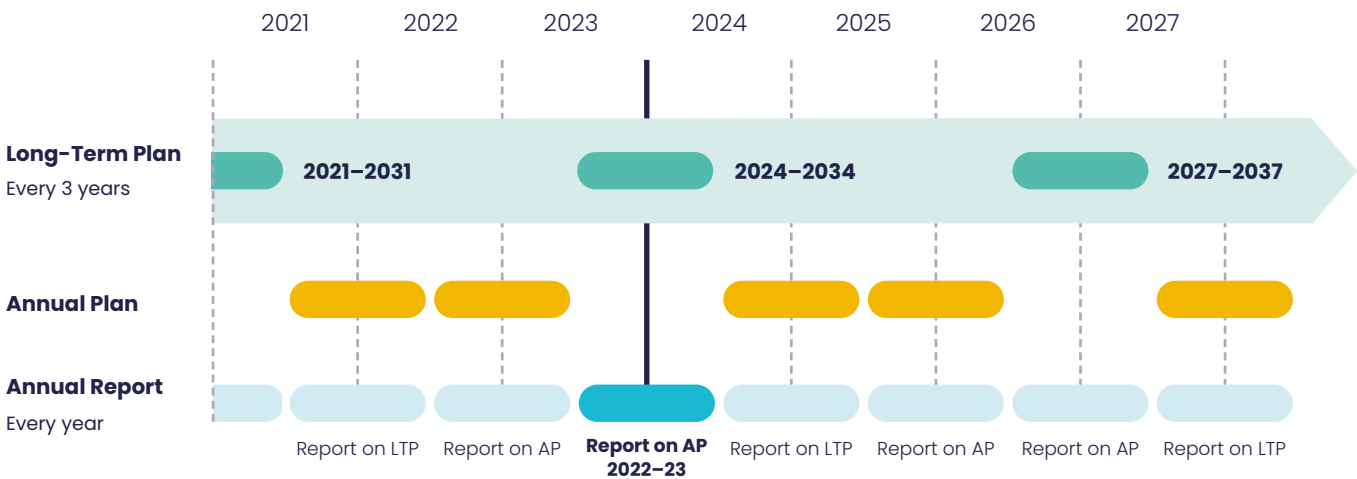 2021 2022 2023 2024 2025 2026 2027
Long-Term Plan
Every 3 years
2021–2031 2024–2034 2027–2037
Annual Plan
Annual Report
Every year
Report on LTP Report on AP Report on AP Report on LTP Report on AP Report on AP Report on LTP
2022–23